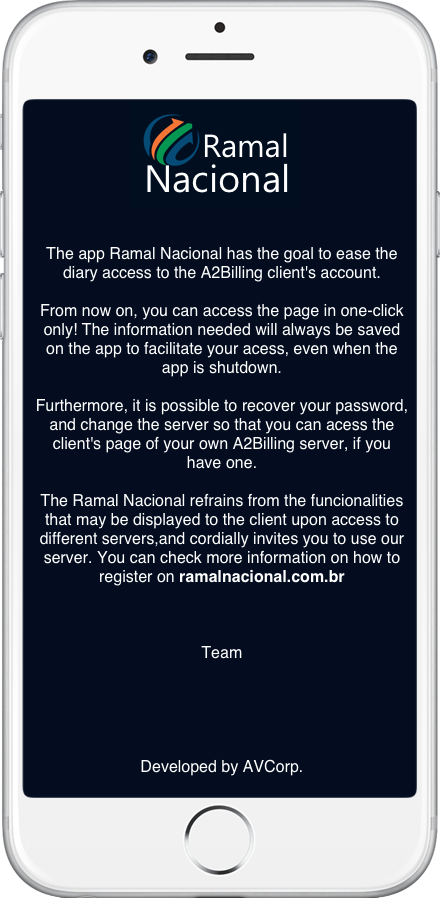 Ramal
Nacional
The app Ramal Nacional has the goal to ease the
diary access to the A2Billing client's account.
From now on, you can access the page in one-click
only! The information needed will always be saved
on the app to facilitate your acess, even when the
app is shutdown.
Furthermore, it is possible to recover your password,
and change the server so that you can acess the
client's page of your own A2Billing server, if you
have one.
The Ramal Nacional refrains from the funcionalities
that may be displayed to the client upon access to
different servers,and cordially invites you to use our
server. You can check more information on how to
register on ramalnacional.com.br
Team
Developed by AVCorp.